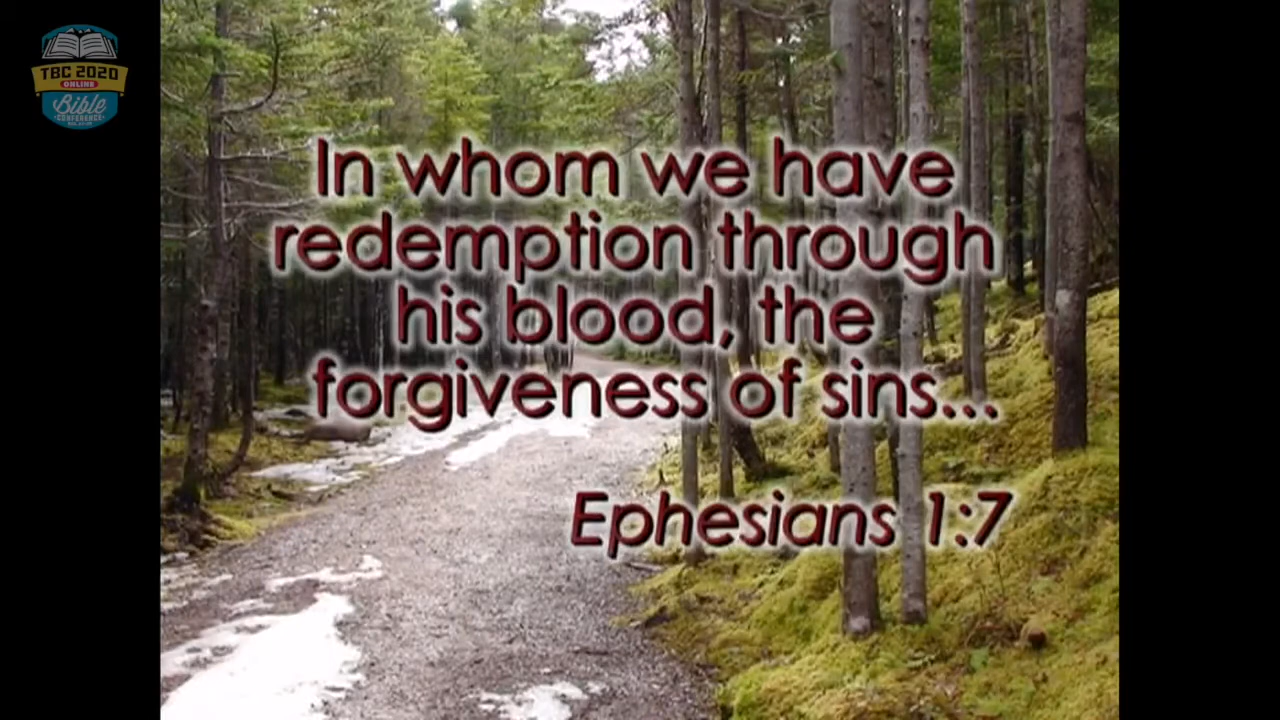 TBC 2020
ONLINE
Bible
CONFERENCE
In whom we have
redemption through
his blood, the
forgiveness of sins...
Ephesians 1:7